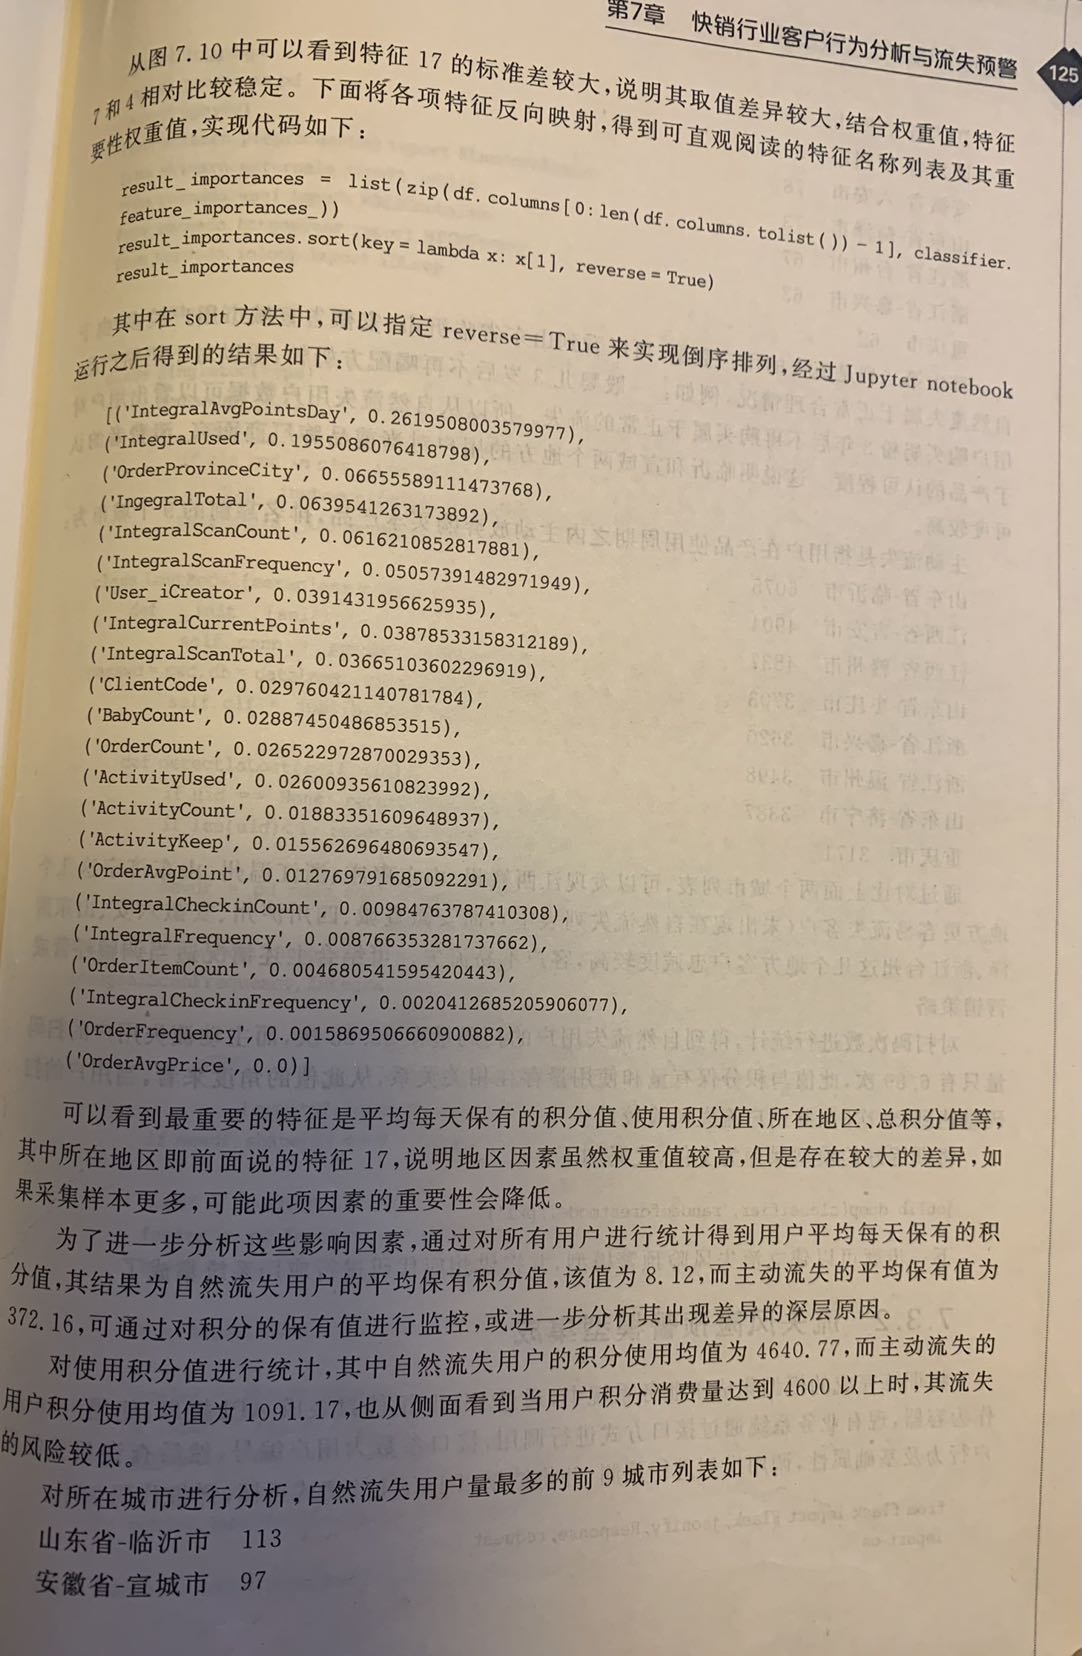 第7章 快销行业客户行为分析与流失预警
125
从图7.10中可以看到特征17的标准差较大,说明其取值差异较大,结合权重值,特征
7和4相对比较稳定。下面将各项特征反向映射,得到可直观阅读的特征名称列表及其重
要性权重值,实现代码如下:
result_importances = list(zip(df.columns[0:len(df.columns.tolist())-1], classifier.
feature_importances_))
result_importances.sort(key=lambda x: x[1], reverse=True)
result_importances
其中在 sort 方法中,可以指定 reverse=True 来实现倒序排列,经过 Jupyter notebook
运行之后得到的结果如下:
[('IntegralAvgPointsDay', 0.2619508003579977),
('IntegralUsed', 0.1955086076418798),
('OrderProvinceCity', 0.06655589111473768),
('IngegralTotal', 0.0639541263173892),
('IntegralScanCount', 0.0616210852817881),
('IntegralScanFrequency', 0.05057391482971949),
('User_iCreator', 0.0391431956625935),
('IntegralCurrentPoints', 0.03878533158312189),
('IntegralScanTotal', 0.03665103602296919),
('ClientCode', 0.029760421140781784),
('BabyCount', 0.02887450486853515),
('OrderCount', 0.026522972870029353),
('ActivityUsed', 0.02600935610823992),
('ActivityCount', 0.01883351609648937),
('ActivityKeep', 0.015562696480693547),
('OrderAvgPoint', 0.012769791685092291),
('IntegralCheckinCount', 0.00984763787410308),
('IntegralFrequency', 0.008766353281737662),
('OrderItemCount', 0.004680541595420443),
('IntegralCheckinFrequency', 0.0020412685205906077),
('OrderFrequency', 0.0015869506660900882),
('OrderAvgPrice', 0.0)]
可以看到最重要的特征是平均每天保有的积分值、使用积分值、所在地区、总积分值等,
其中所在地区即前面说的特征17,说明地区因素虽然权重值较高,但是存在较大的差异,如
果采集样本更多,可能此项因素的重要性会降低。
为了进一步分析这些影响因素,通过对所有用户进行统计得到用户平均每天保有的积
分值,其结果为自然流失用户的平均保有积分值,该值为8.12,而主动流失的平均保有值为
372.16,可通过对积分的保有值进行监控,或进一步分析其出现差异的深层原因。
对使用积分值进行统计,其中自然流失用户的积分使用均值为4640.77,而主动流失的
用户积分使用均值为1091.17,也从侧面看到当用户积分消费量达到4600以上时,其流失
的风险较低。
对所在城市进行分析,自然流失用户量最多的前9城市列表如下:
山东省-临沂市 113
安徽省-宣城市 97